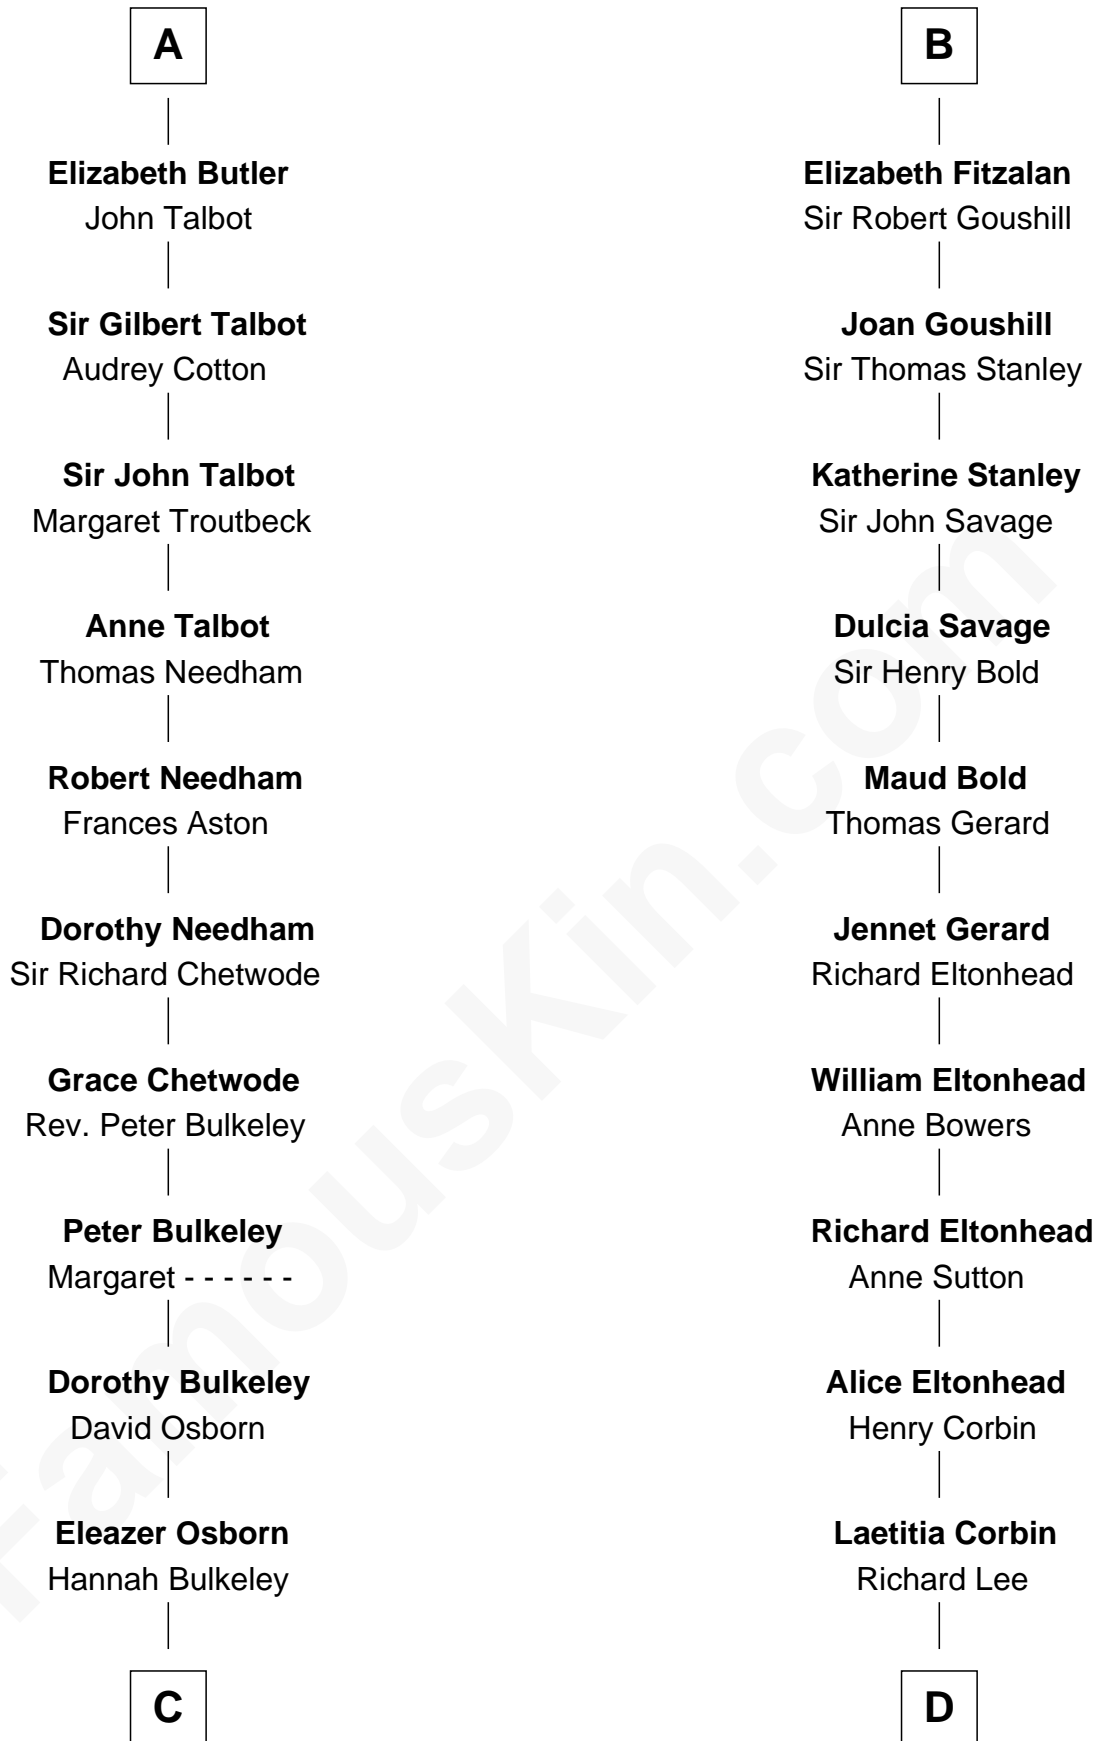 A
Elizabeth Butler
John Talbot
Sir Gilbert Talbot
Audrey Cotton
Sir John Talbot
Margaret Troutbeck
Anne Talbot
Thomas Needham
Robert Needham
Frances Aston
Dorothy Needham
Sir Richard Chetwode
Grace Chetwode
Rev. Peter Bulkeley
Peter Bulkeley
Margaret - - - - - -
Dorothy Bulkeley
David Osborn
Eleazer Osborn
Hannah Bulkeley
C
B
Elizabeth Fitzalan
Sir Robert Goushill
Joan Goushill
Sir Thomas Stanley
Katherine Stanley
Sir John Savage
Dulcia Savage
Sir Henry Bold
Maud Bold
Thomas Gerard
Jennet Gerard
Richard Eltonhead
William Eltonhead
Anne Bowers
Richard Eltonhead
Anne Sutton
Alice Eltonhead
Henry Corbin
Laetitia Corbin
Richard Lee
D
FamousKin.com